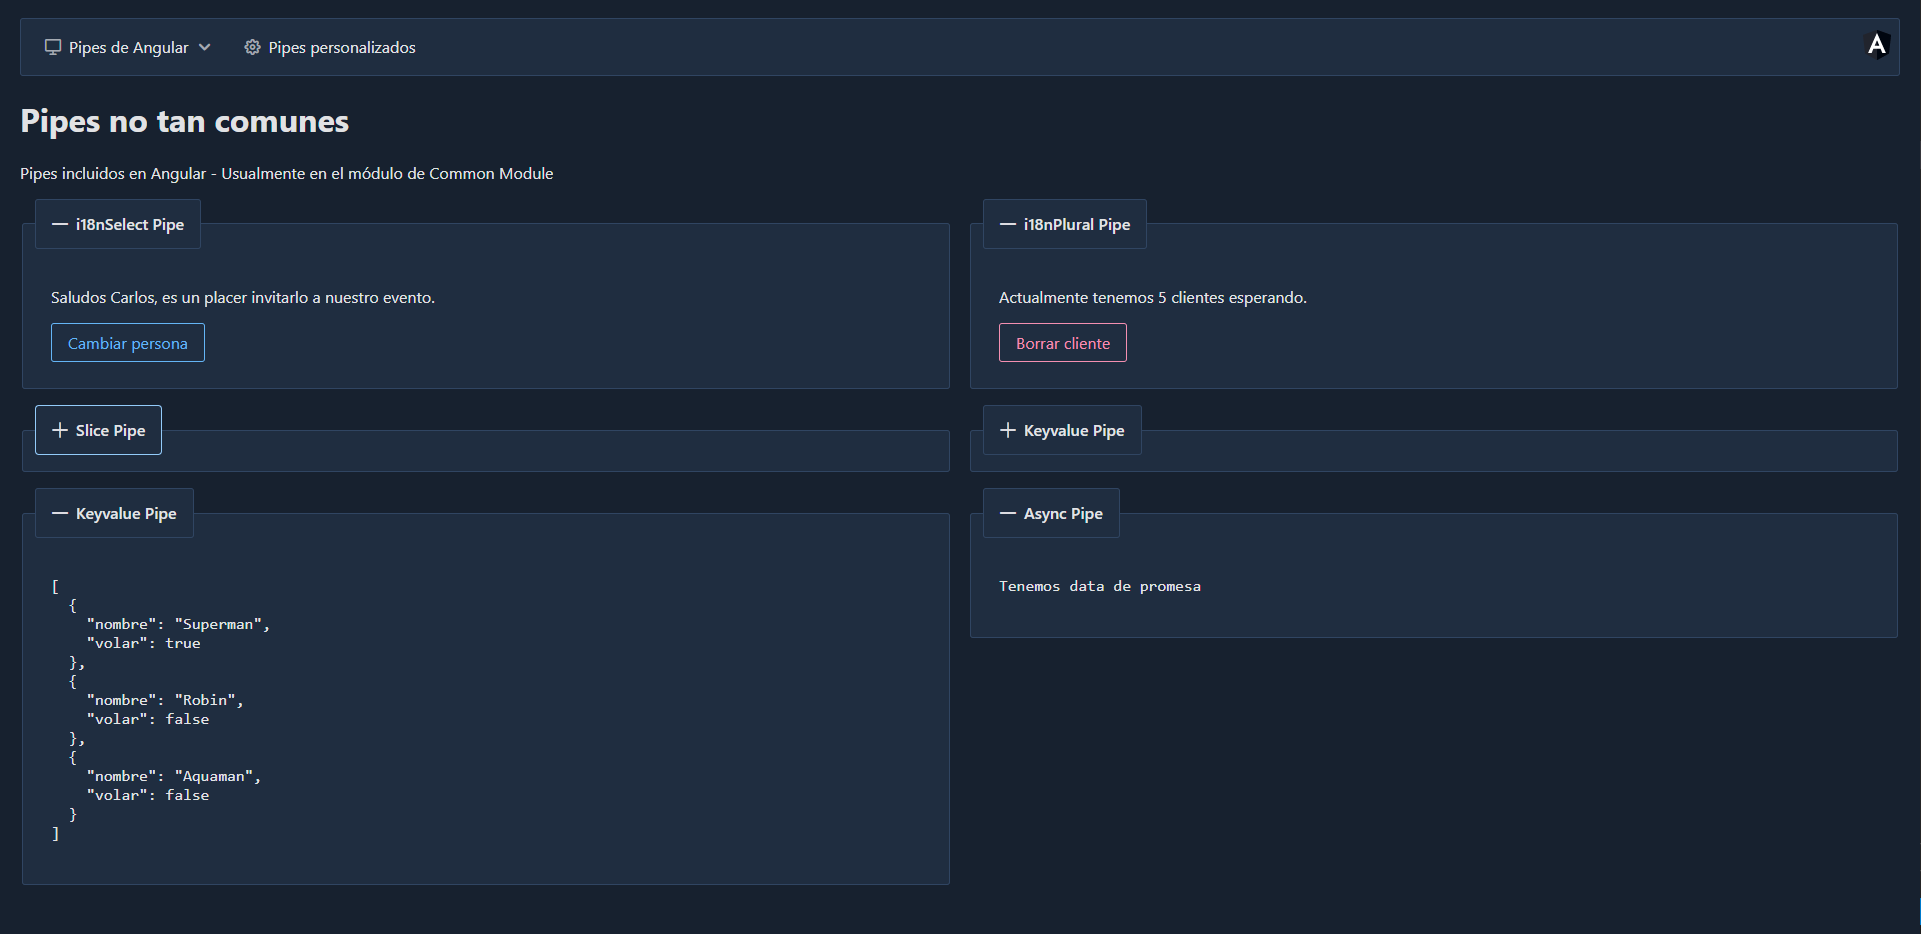 Pipes de Angular
Pipes personalizados
A
Pipes no tan comunes
Pipes incluidos en Angular - Usualmente en el módulo de Common Module
i18nSelect Pipe
Saludos Carlos, es un placer invitarlo a nuestro evento.
Cambiar persona
i18nPlural Pipe
Actualmente tenemos 5 clientes esperando.
Borrar cliente
Slice Pipe
Keyvalue Pipe
Keyvalue Pipe
[
  {
    "nombre": "Superman",
    "volar": true
  },
  {
    "nombre": "Robin",
    "volar": false
  },
  {
    "nombre": "Aquaman",
    "volar": false
  }
]
Async Pipe
Tenemos data de promesa